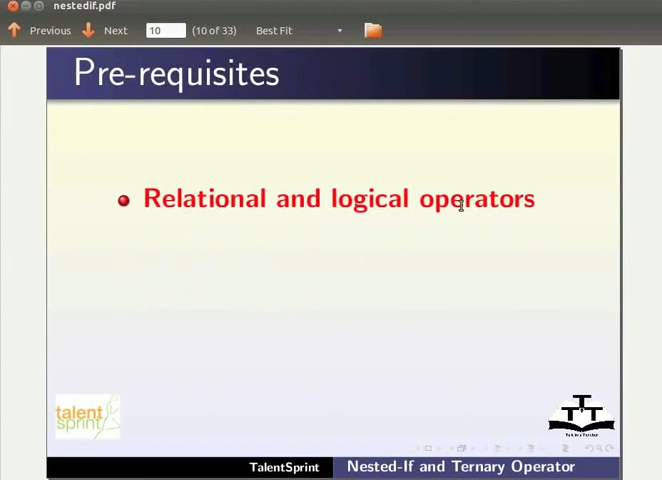 nestedif.pdf
Previous Next 10 (10 of 33) Best Fit
Pre-requisites
Relational and logical operators
talent
sprint
TalentSprint Nested-If and Ternary Operator